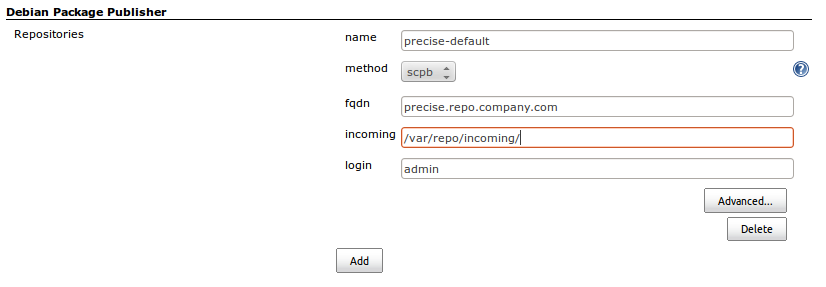 Debian Package Publisher
Repositories
name precise-default
method scpb
fqdn precise.repo.company.com
incoming /var/repo/incoming/
login admin
Advanced...
Delete
Add